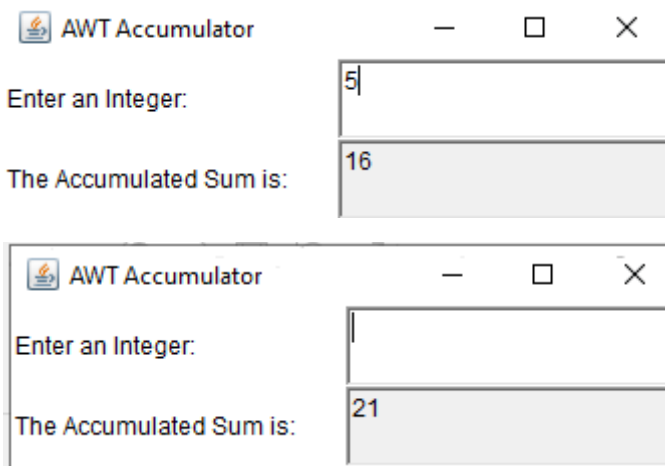 AWT Accumulator
Enter an Integer: 5
The Accumulated Sum is: 16
AWT Accumulator
Enter an Integer:
The Accumulated Sum is: 21